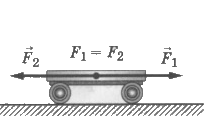 F⃗₂ F₁ = F₂ F⃗₁